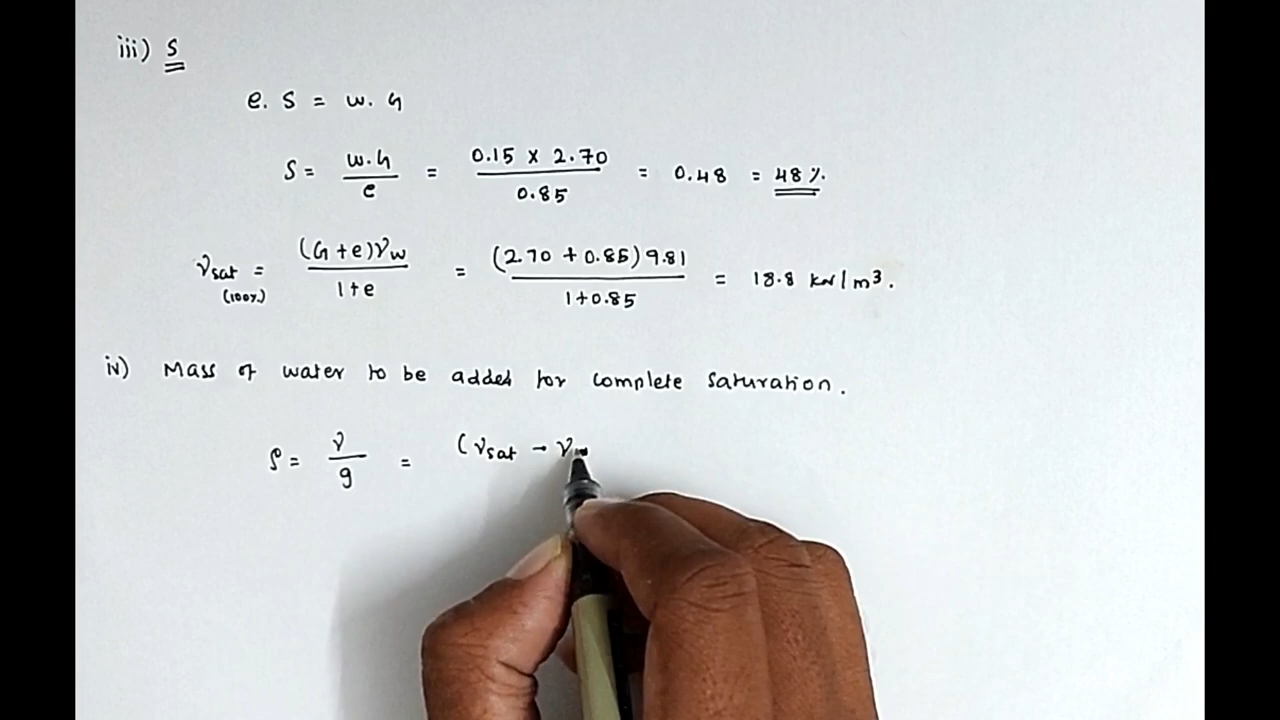 iii) S
e. S = w. G
S = w.G / e = 0.15 x 2.70 / 0.85 = 0.48 = 48 %.
γsat (100%) = (G + e)γw / 1+e = (2.70 + 0.85) 9.81 / 1+0.85 = 18.8 kN/m³.
iv) Mass of water to be added for complete saturation.
ρ = γ / g = (γsat - γ